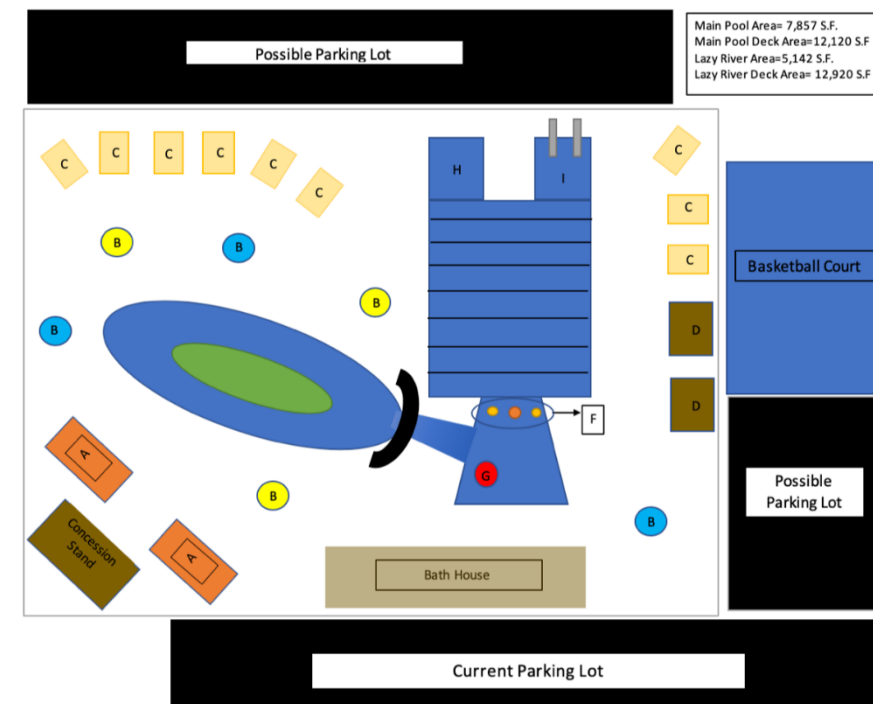 Possible Parking Lot
Main Pool Area= 7,857 S.F.
Main Pool Deck Area=12,120 S.F
Lazy River Area=5,142 S.F.
Lazy River Deck Area= 12,920 S.F
C
C
C
C
C
C
H
I
C
C
C
B
B
B
B
Basketball Court
D
D
F
G
A
B
B
Concession
Stand
A
Bath House
Possible
Parking Lot
Current Parking Lot